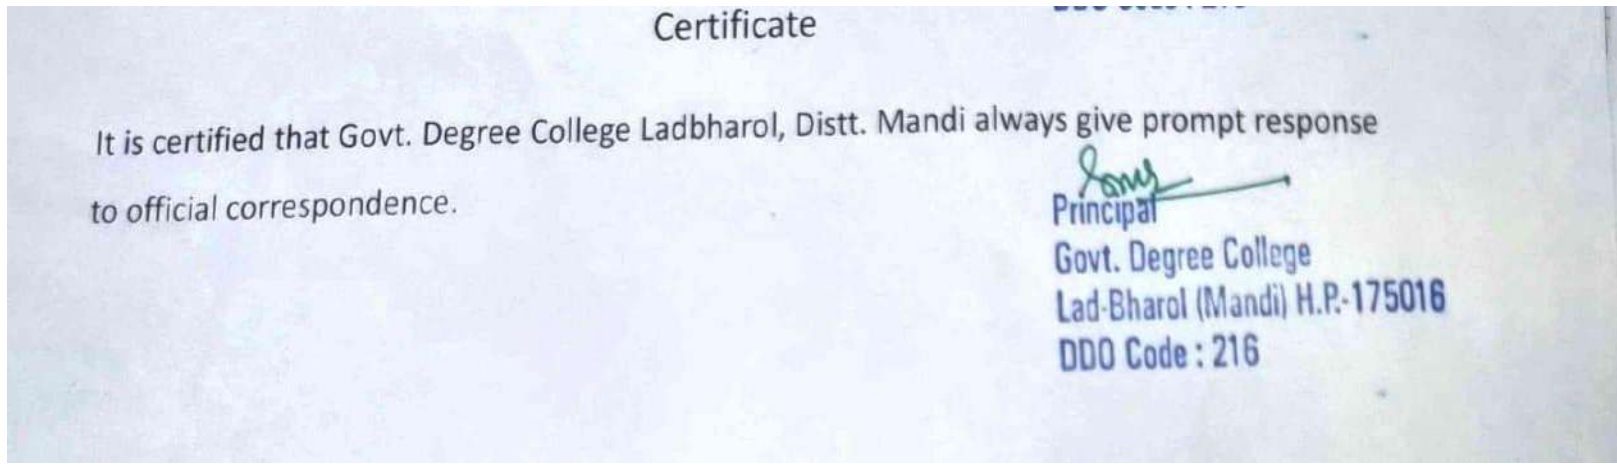 Certificate
It is certified that Govt. Degree College Ladbharol, Distt. Mandi always give prompt response
to official correspondence.
Principal
Govt. Degree College
Lad-Bharol (Mandi) H.P.-175016
DDO Code : 216